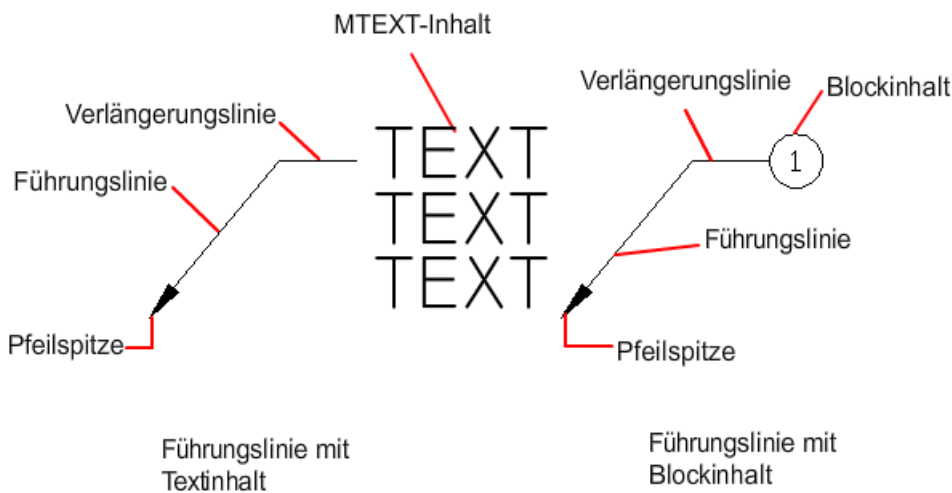 MTEXT-Inhalt
Verlängerungslinie
Führungslinie
TEXT
TEXT
TEXT
Pfeilspitze
Führungslinie mit
Textinhalt
Verlängerungslinie
Blockinhalt
1
Führungslinie
Pfeilspitze
Führungslinie mit
Blockinhalt